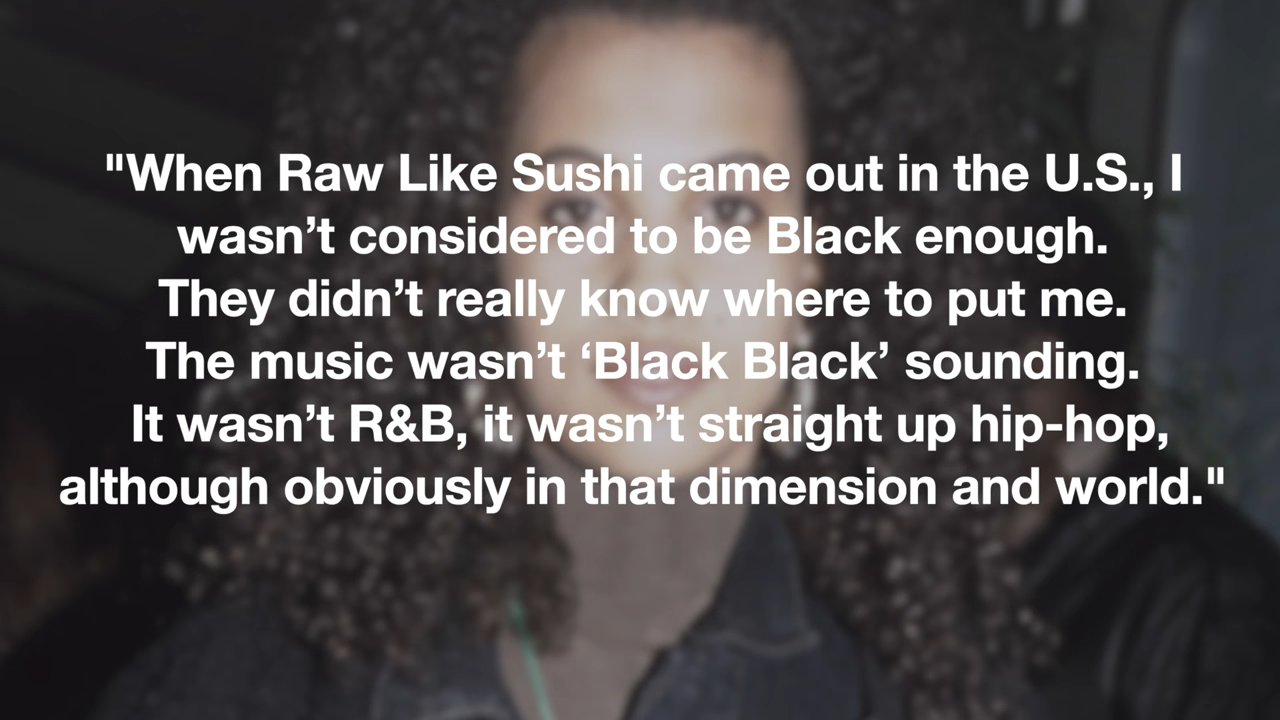 "When Raw Like Sushi came out in the U.S., I
wasn’t considered to be Black enough.
They didn’t really know where to put me.
The music wasn’t ‘Black Black’ sounding.
It wasn’t R&B, it wasn’t straight up hip-hop,
although obviously in that dimension and world."